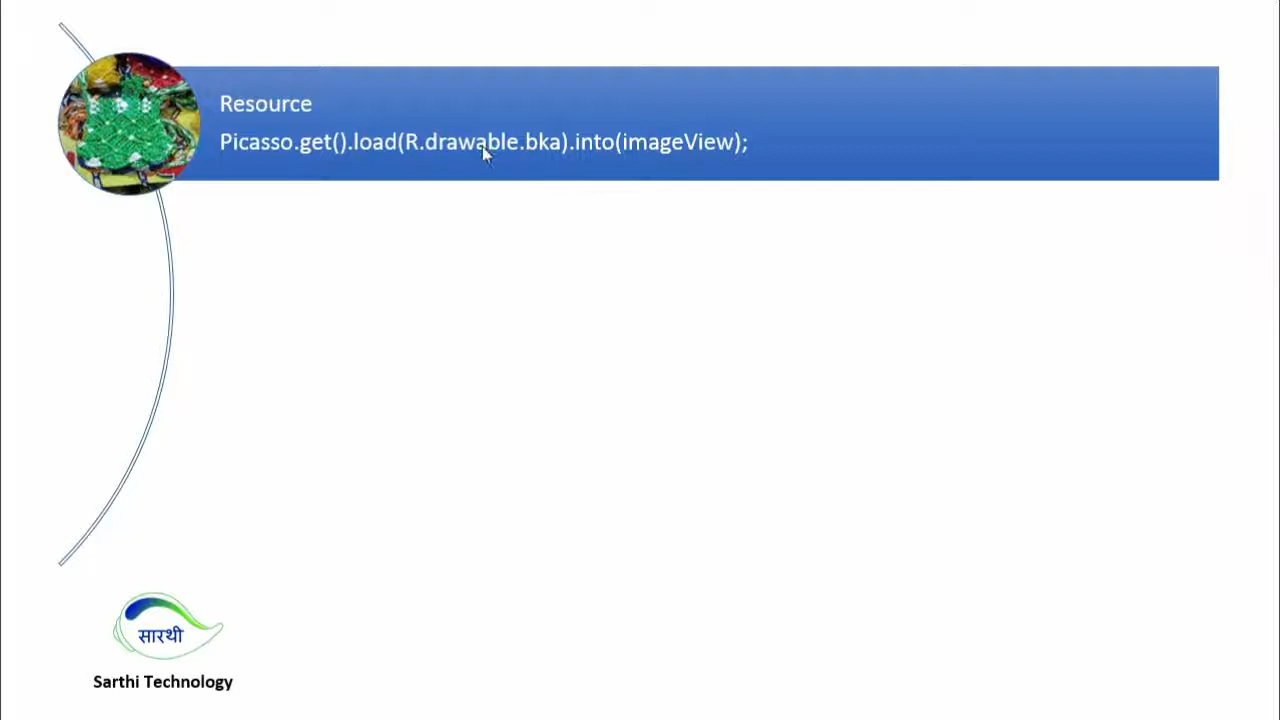 Resource
Picasso.get().load(R.drawable.bka).into(imageView);
सारथी
Sarthi Technology